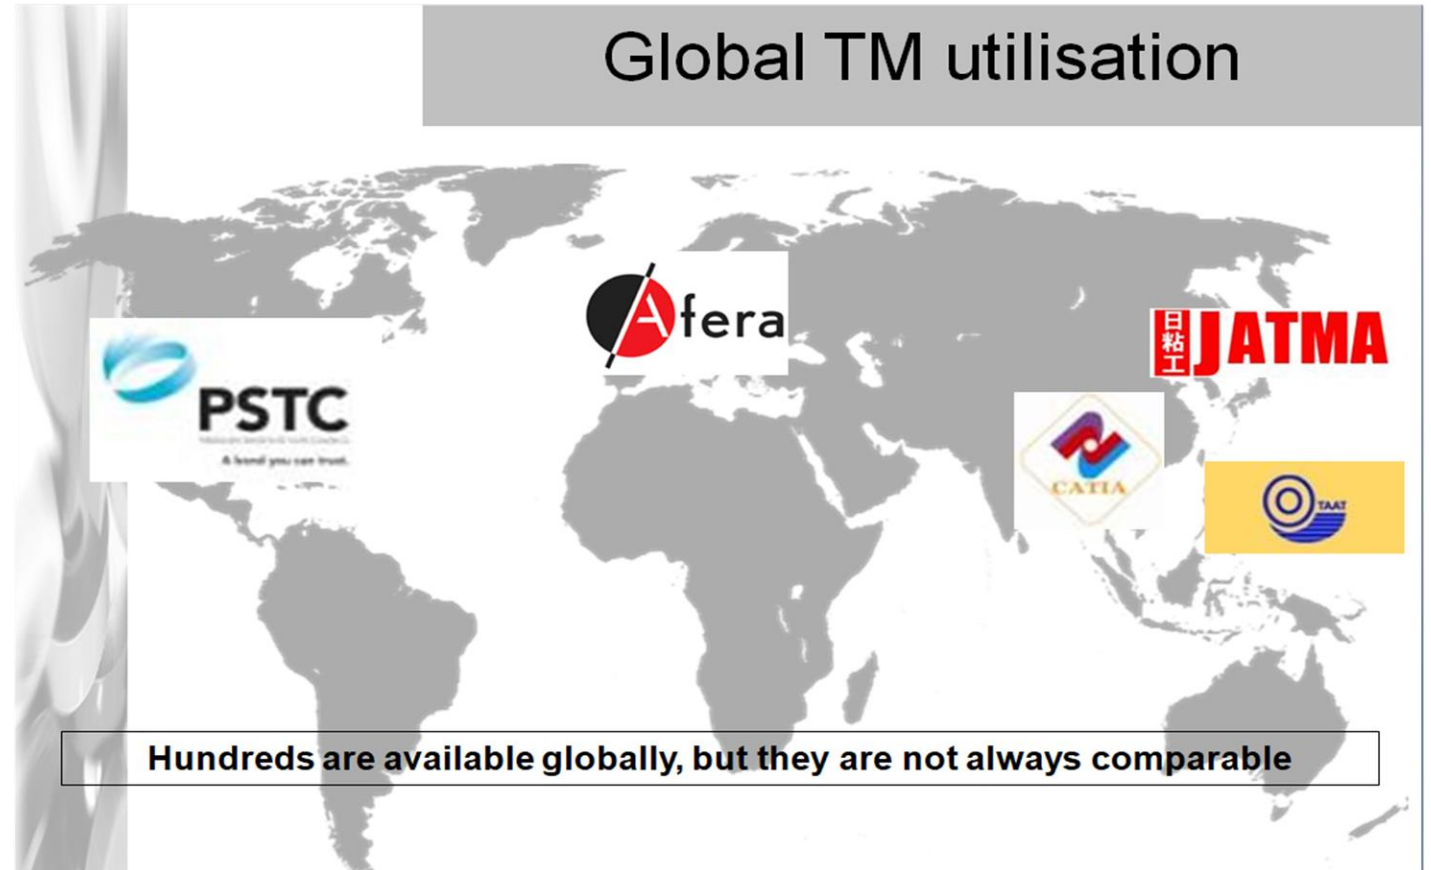 Global TM utilisation
Afera
日粘工
JATMA
PSTC
A bond you can trust.
CATIA
TAAT
Hundreds are available globally, but they are not always comparable